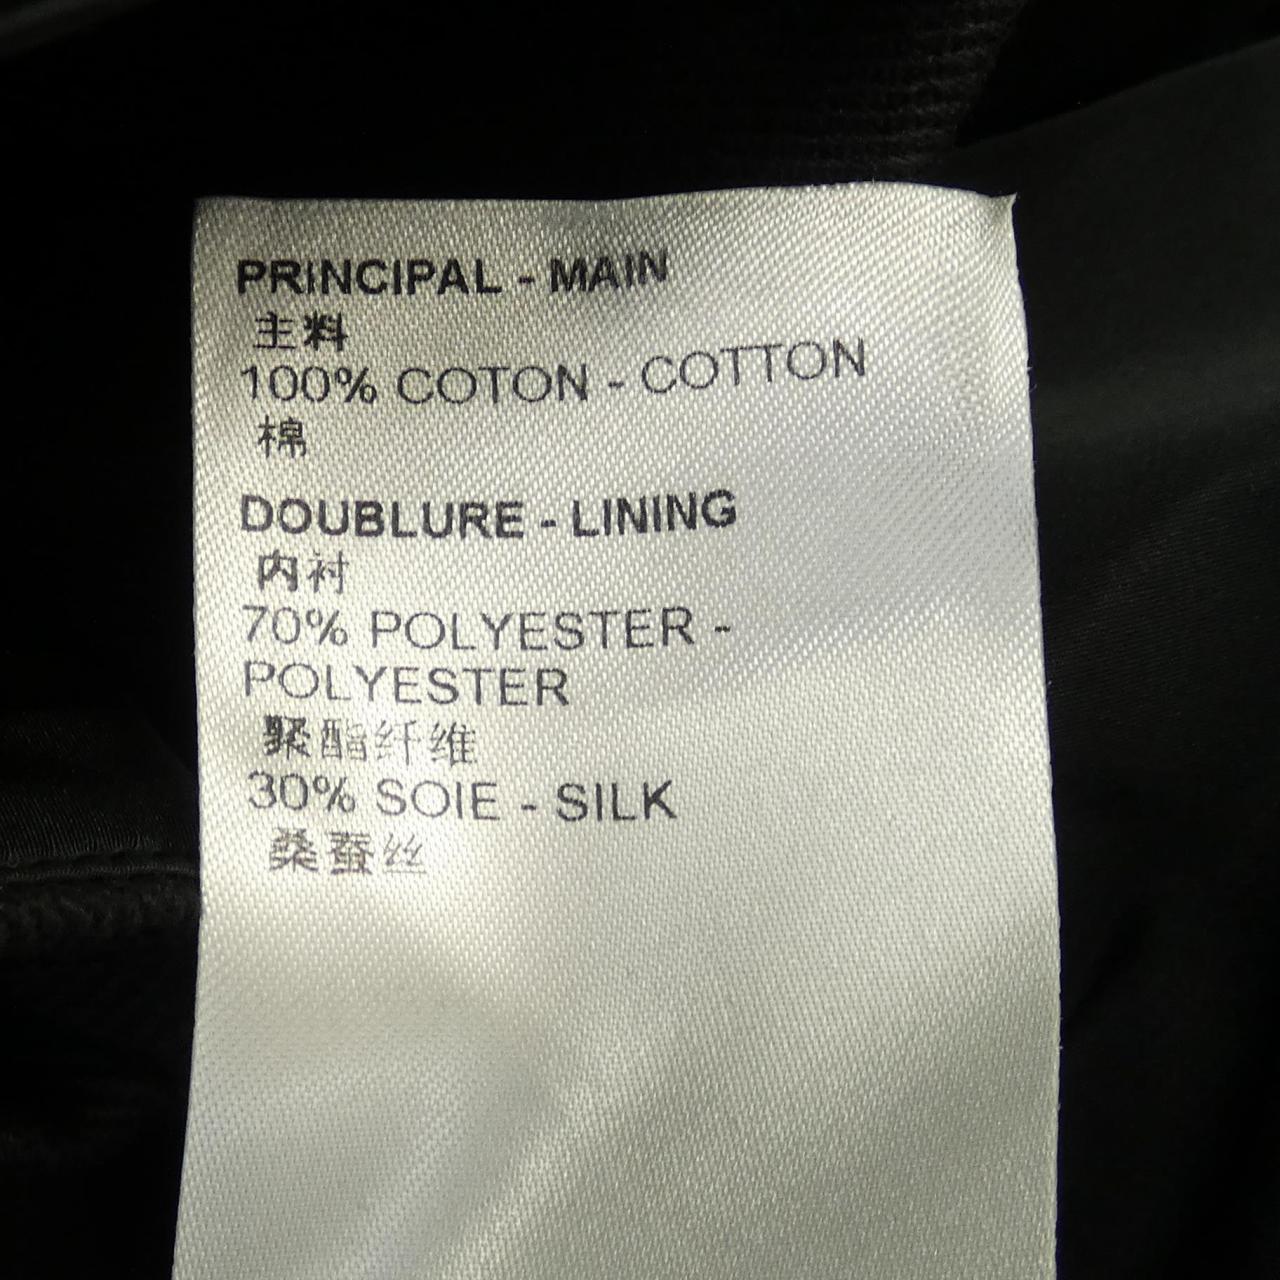 PRINCIPAL - MAIN
主料
100% COTON - COTTON
棉
DOUBLURE - LINING
内衬
70% POLYESTER -
POLYESTER
聚酯纤维
30% SOIE - SILK
桑蚕丝